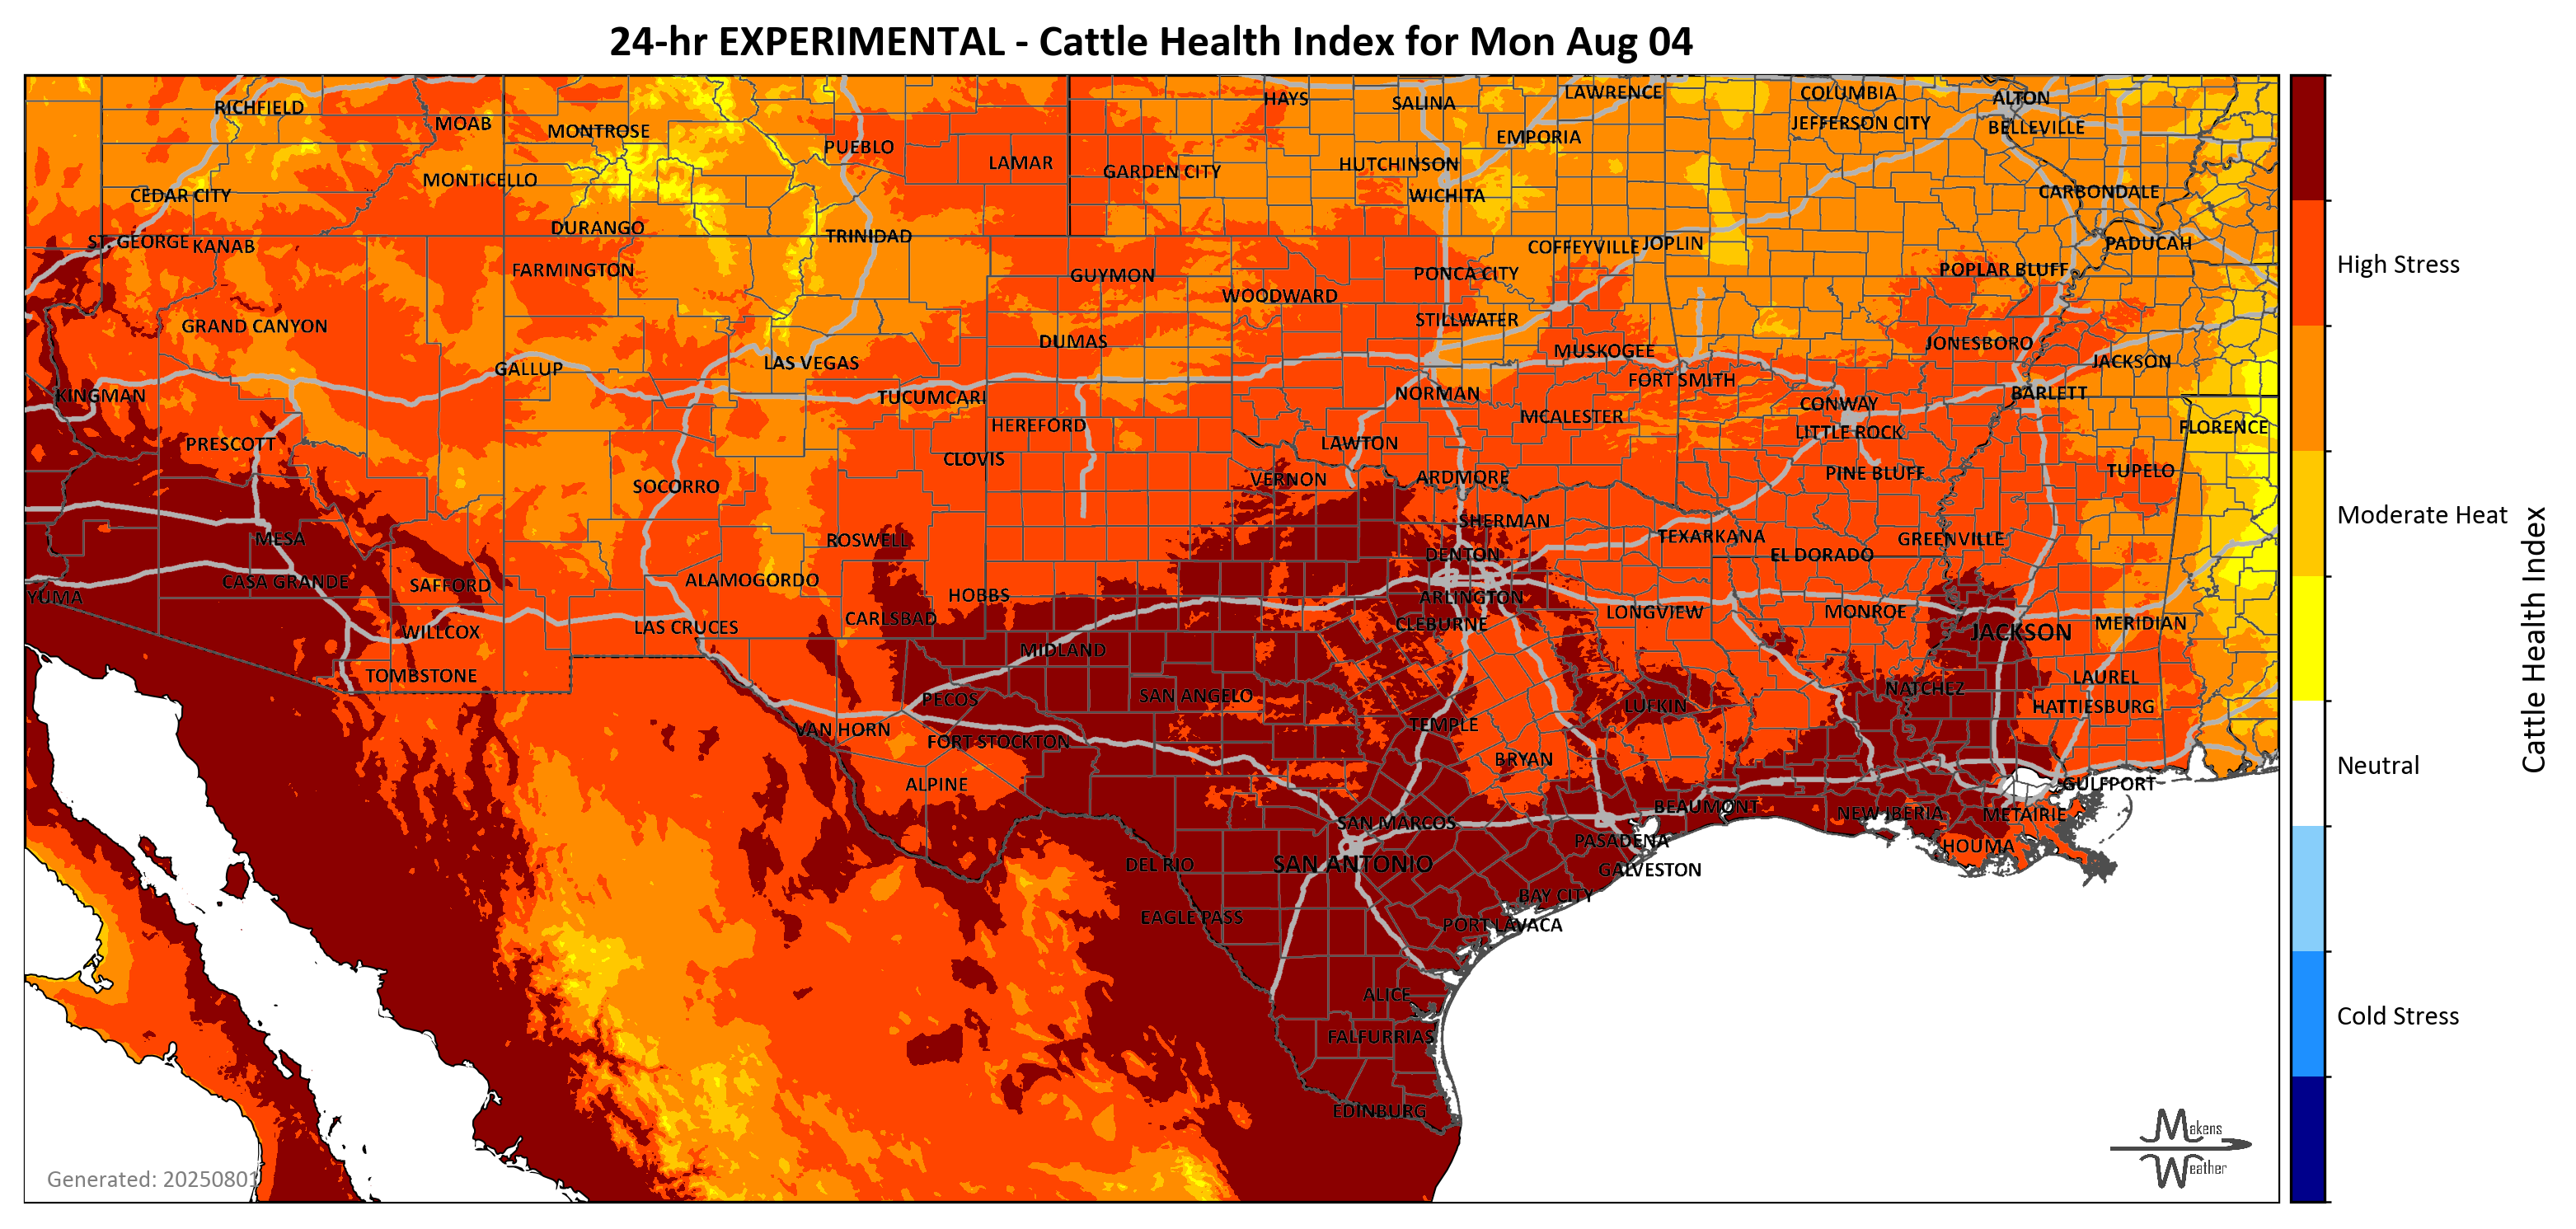 24-hr EXPERIMENTAL - Cattle Health Index for Mon Aug 04
RICHFIELD
MOAB
MONTROSE
PUEBLO
LAMAR
GARDEN CITY
HAYS
SALINA
LAWRENCE
EMPORIA
HUTCHINSON
WICHITA
COLUMBIA
JEFFERSON CITY
ALTON
BELLEVILLE
CARBONDALE
CEDAR CITY
MONTICELLO
ST. GEORGE
KANAB
DURANGO
TRINIDAD
FARMINGTON
GUYMON
WOODWARD
PONCA CITY
COFFEYVILLE
JOPLIN
POPLAR BLUFF
PADUCAH
GRAND CANYON
DUMAS
STILLWATER
MUSKOGEE
JONESBORO
JACKSON
GALLUP
LAS VEGAS
KINGMAN
TUCUMCARI
NORMAN
FORT SMITH
CONWAY
BARLETT
PRESCOTT
HEREFORD
LAWTON
MCALESTER
LITTLE ROCK
FLORENCE
CLOVIS
VERNON
ARDMORE
PINE BLUFF
TUPELO
SOCORRO
SHERMAN
MESA
ROSWELL
DENTON
TEXARKANA
EL DORADO
GREENVILLE
CASA GRANDE
SAFFORD
ALAMOGORDO
YUMA
HOBBS
ARLINGTON
LONGVIEW
MONROE
WILLCOX
LAS CRUCES
CARLSBAD
CLEBURNE
JACKSON
MERIDIAN
TOMBSTONE
MIDLAND
PECOS
SAN ANGELO
LUFKIN
NATCHEZ
LAUREL
HATTIESBURG
VAN HORN
FORT STOCKTON
TEMPLE
BRYAN
ALPINE
GULFPORT
SAN MARCOS
BEAUMONT
NEW IBERIA
METAIRIE
PASADENA
HOUMA
DEL RIO
SAN ANTONIO
GALVESTON
BAY CITY
EAGLE PASS
PORT LAVACA
ALICE
FALFURRIAS
EDINBURG
Generated: 20250801
Makens
Weather
High Stress
Moderate Heat
Neutral
Cold Stress
Cattle Health Index